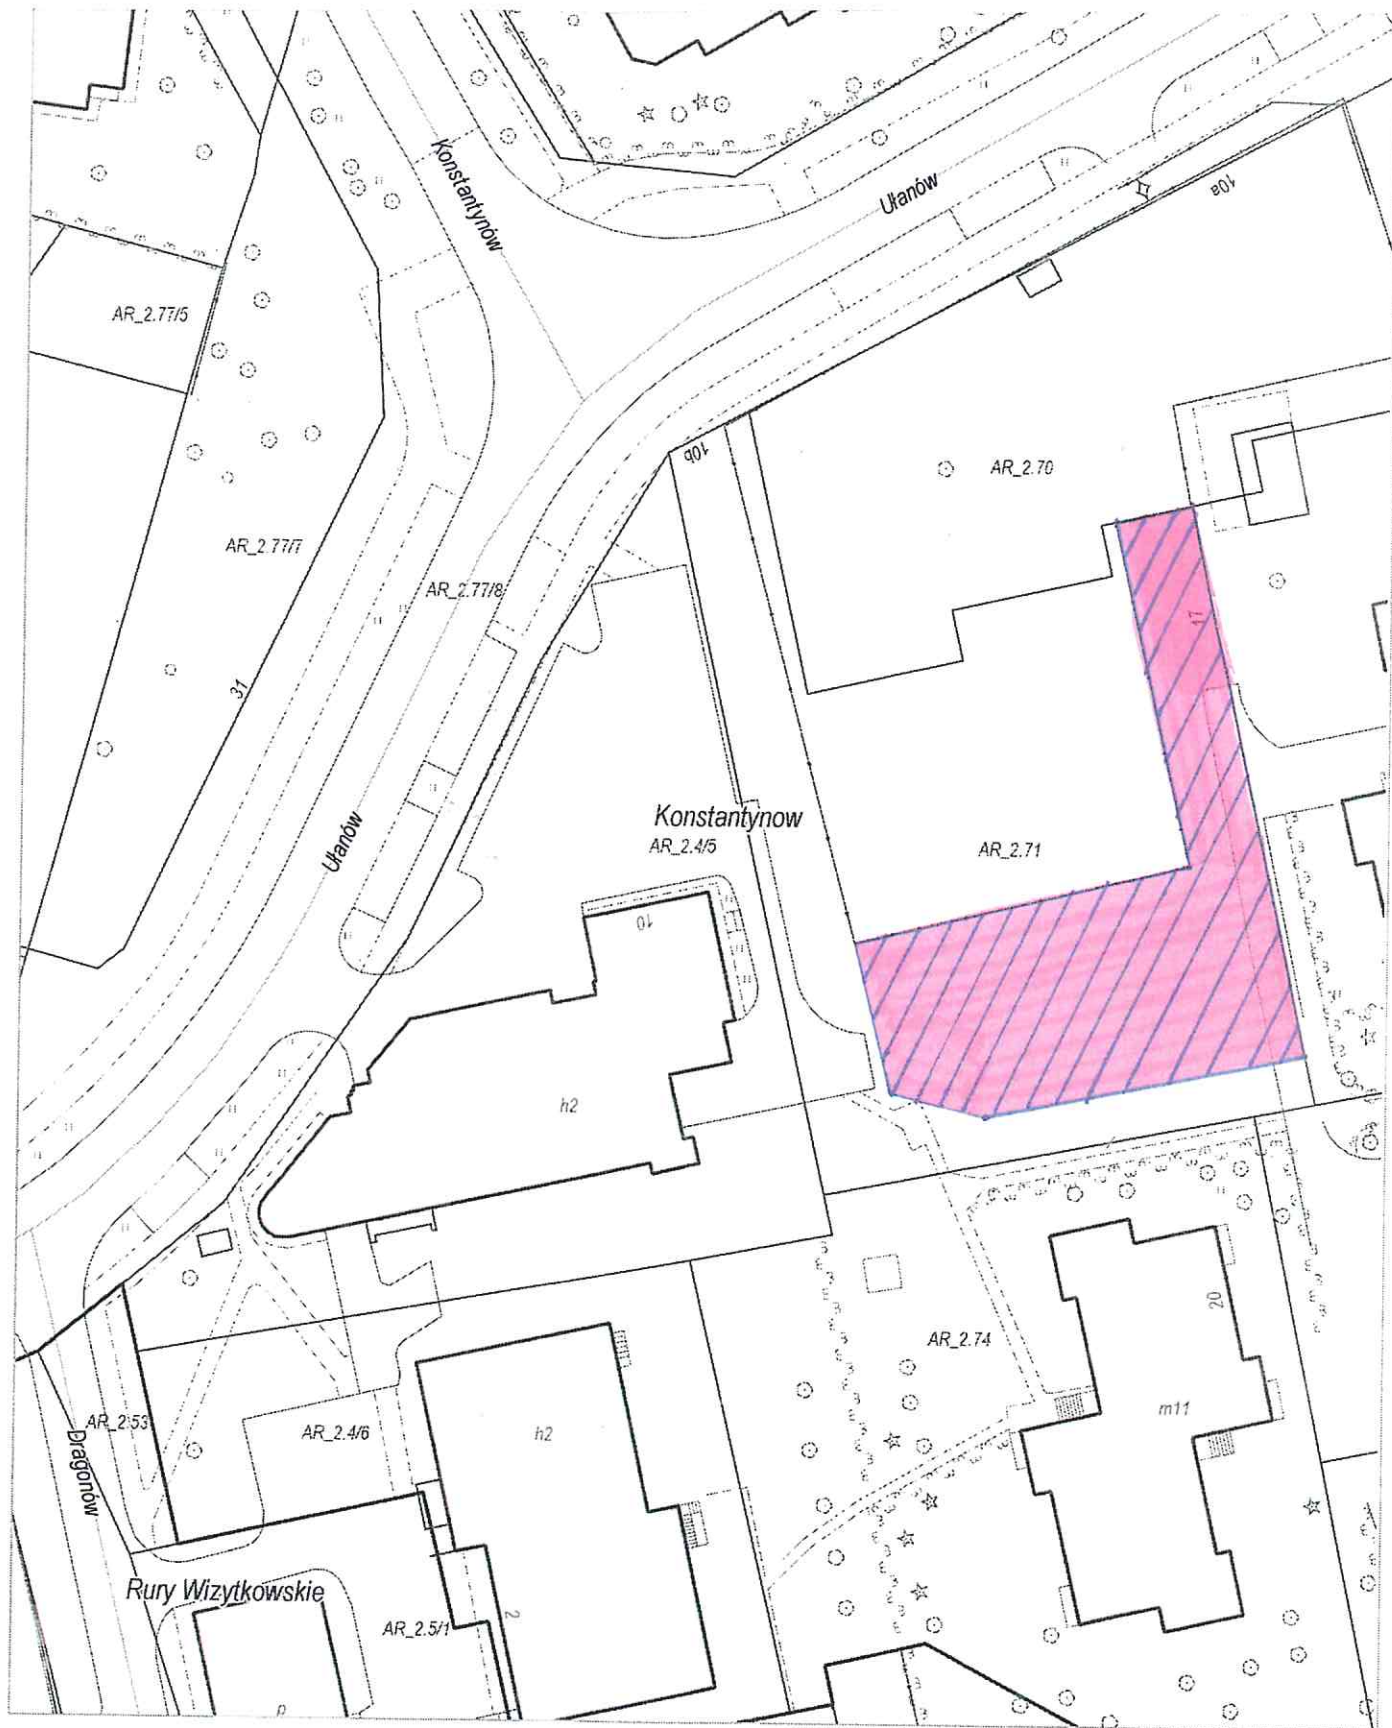 Konstantynów
Ułanów
10a
AR_2.77/5
10b
AR_2.70
AR_2.77/7
AR_2.77/8
17
31
Ułanów
Konstantynow
AR_2.4/5
AR_2.71
10
h2
20
AR_2.74
m11
AR_2.53
AR_2.4/6
h2
Dragonów
Rury Wizytkowskie
AR_2.5/1
2